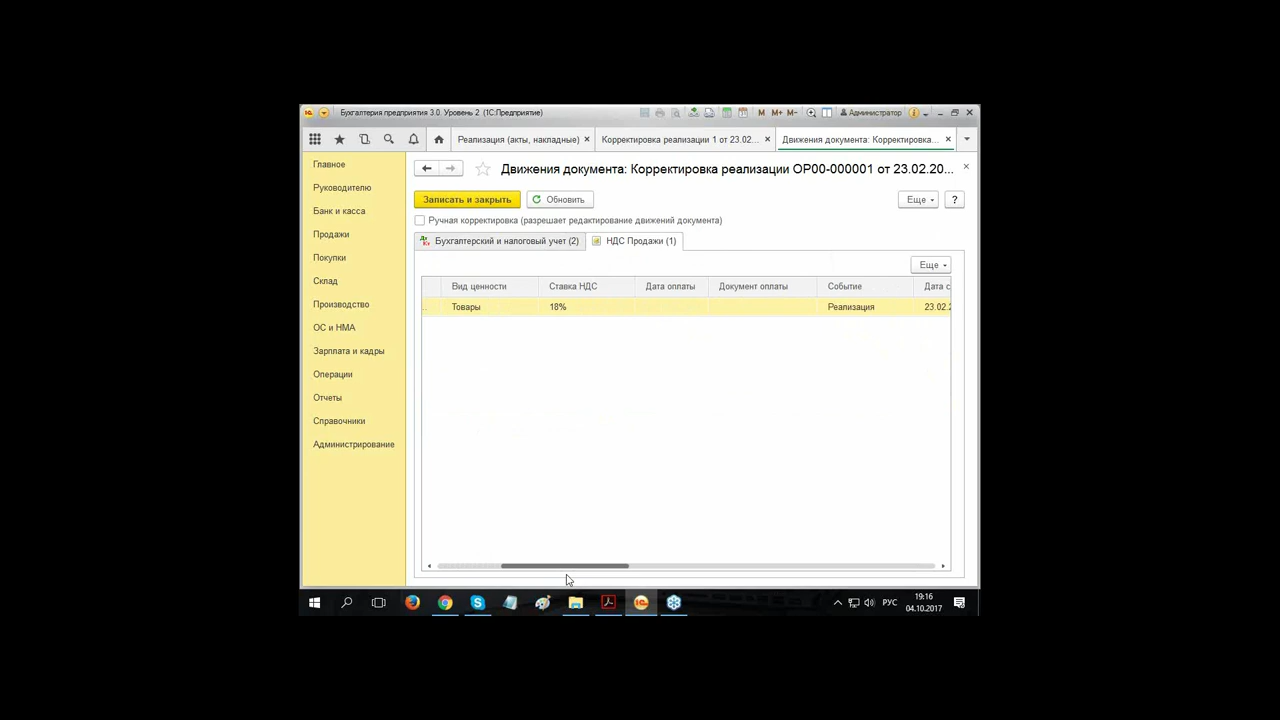 Бухгалтерия предприятия 3.0. Уровень 2 (1С:Предприятие)
M M+ M- Администратор
Реализация (акты, накладные) Корректировка реализации 1 от 23.02... Движения документа: Корректировка...
Главное
Руководителю
Банк и касса
Продажи
Покупки
Склад
Производство
ОС и НМА
Зарплата и кадры
Операции
Отчеты
Справочники
Администрирование
Движения документа: Корректировка реализации ОР00-000001 от 23.02.20...
Записать и закрыть Обновить Еще ?
Ручная корректировка (разрешает редактирование движений документа)
Бухгалтерский и налоговый учет (2) НДС Продажи (1)
Еще
Вид ценности Ставка НДС Дата оплаты Документ оплаты Событие Дата с
.. Товары 18% Реализация 23.02.2
РУС 19:16
04.10.2017